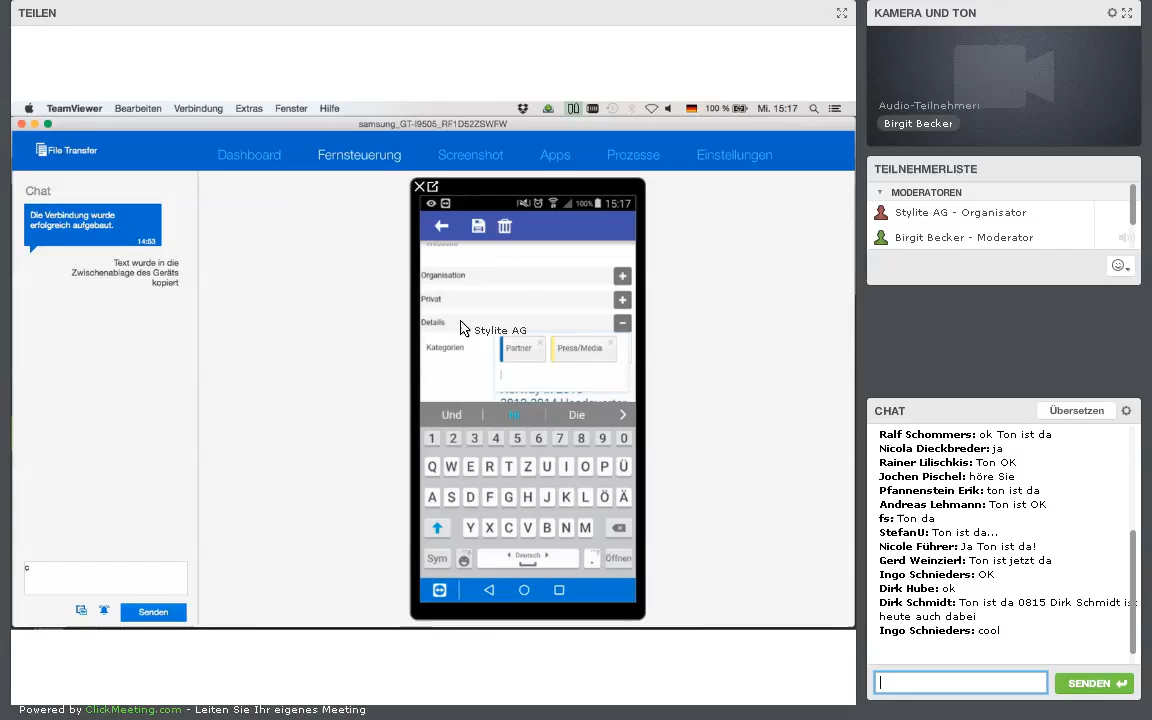 TEILEN
TeamViewer Bearbeiten Verbindung Extras Fenster Hilfe
100 % Mi. 15:17
samsung_GT-I9505_RF1D52ZSWFW
File Transfer
Dashboard Fernsteuerung Screenshot Apps Prozesse Einstellungen
Chat
Die Verbindung wurde
erfolgreich aufgebaut.
14:53
Text wurde in die
Zwischenablage des Geräts
kopiert
c
Senden
100% 15:17
Organisation
Privat
Details
Stylite AG
Kategorien
Partner
Press/Media
Und
Die
1 2 3 4 5 6 7 8 9 0
Q W E R T Z U I O P Ü
A S D F G H J K L Ö Ä
Y X C V B N M
Sym
Deutsch
.
Öffnen
Powered by ClickMeeting.com - Leiten Sie Ihr eigenes Meeting
KAMERA UND TON
Audio-Teilnehmer:
Birgit Becker
TEILNEHMERLISTE
MODERATOREN
Stylite AG - Organisator
Birgit Becker - Moderator
CHAT
Übersetzen
Ralf Schommers: ok Ton ist da
Nicola Dieckbreder: ja
Rainer Lilischkis: Ton OK
Jochen Pischel: höre Sie
Pfannenstein Erik: ton ist da
Andreas Lehmann: Ton ist OK
fs: Ton da
StefanU: Ton ist da...
Nicole Führer: Ja Ton ist da!
Gerd Weinzierl: Ton ist jetzt da
Ingo Schnieders: OK
Dirk Hube: ok
Dirk Schmidt: Ton ist da 0815 Dirk Schmidt ist
heute auch dabei
Ingo Schnieders: cool
SENDEN